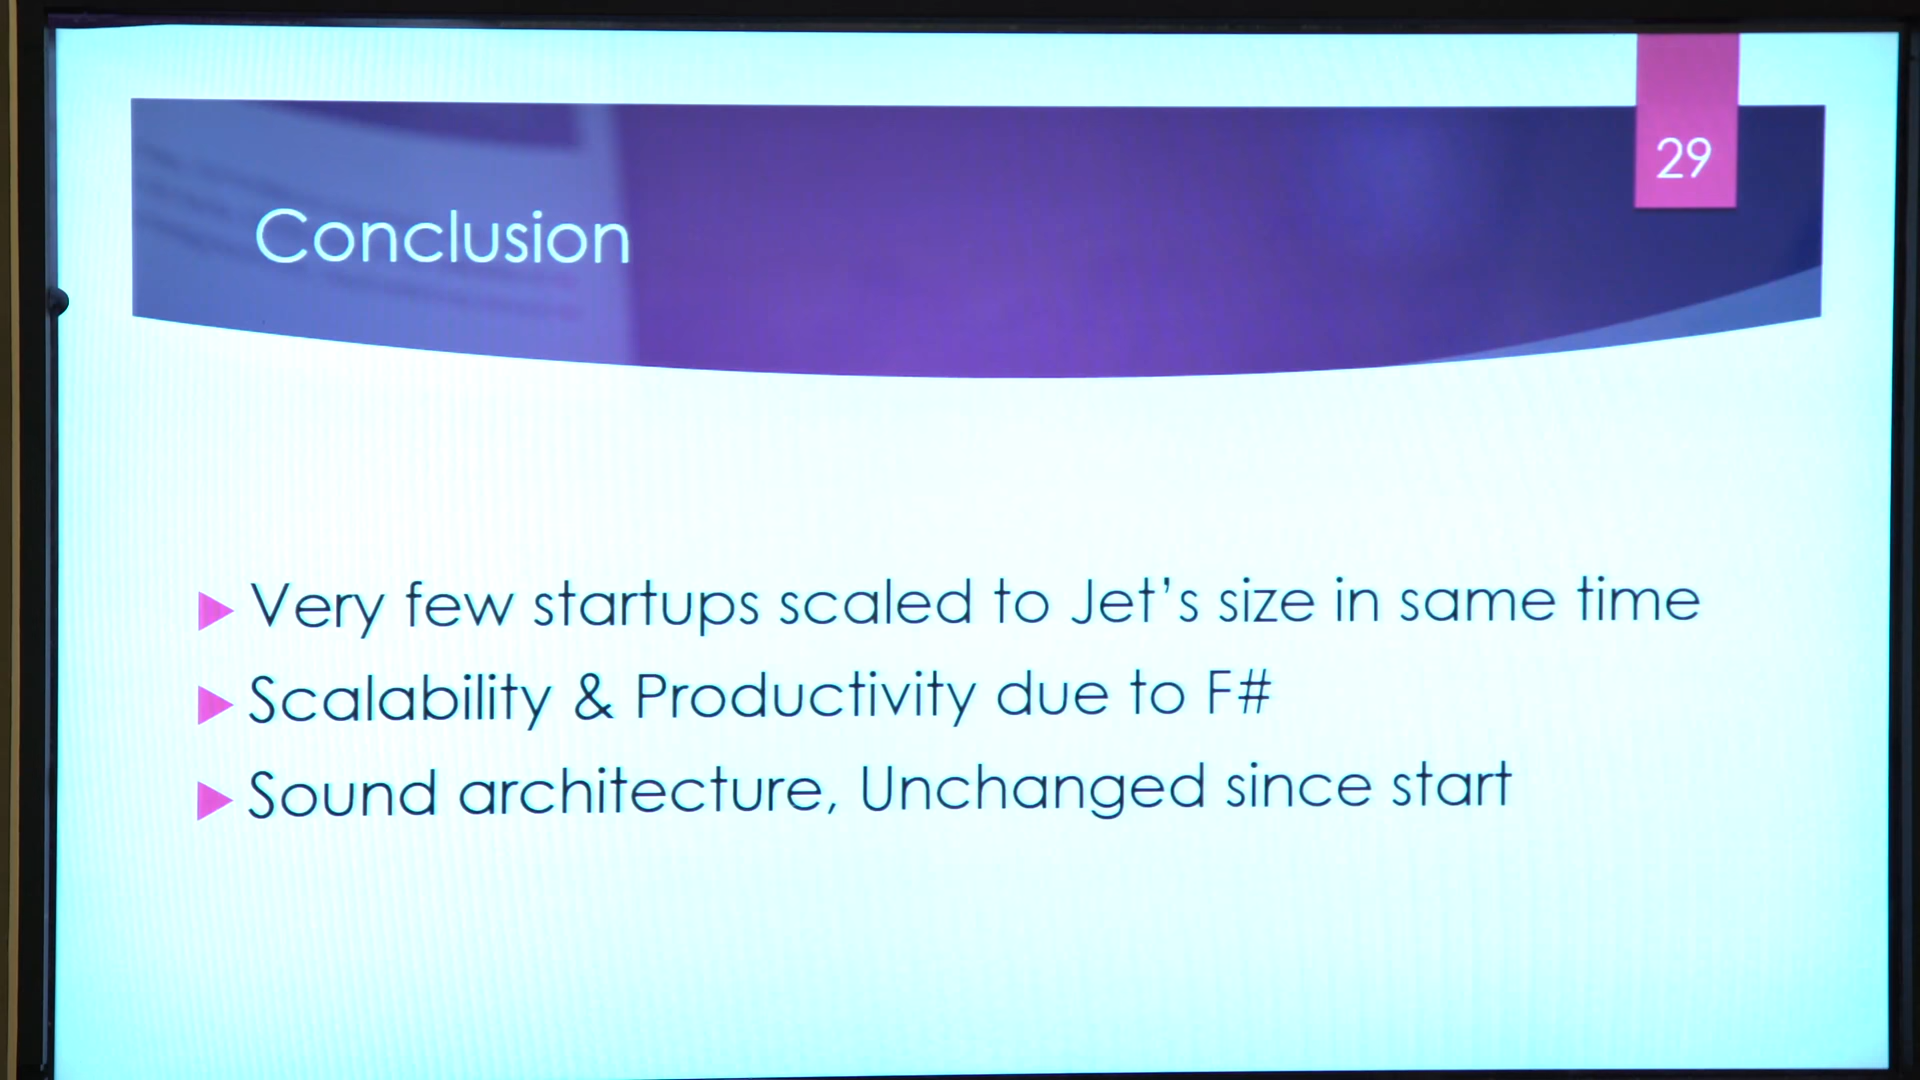 29
Conclusion
Very few startups scaled to Jet's size in same time
Scalability & Productivity due to F#
Sound architecture, Unchanged since start